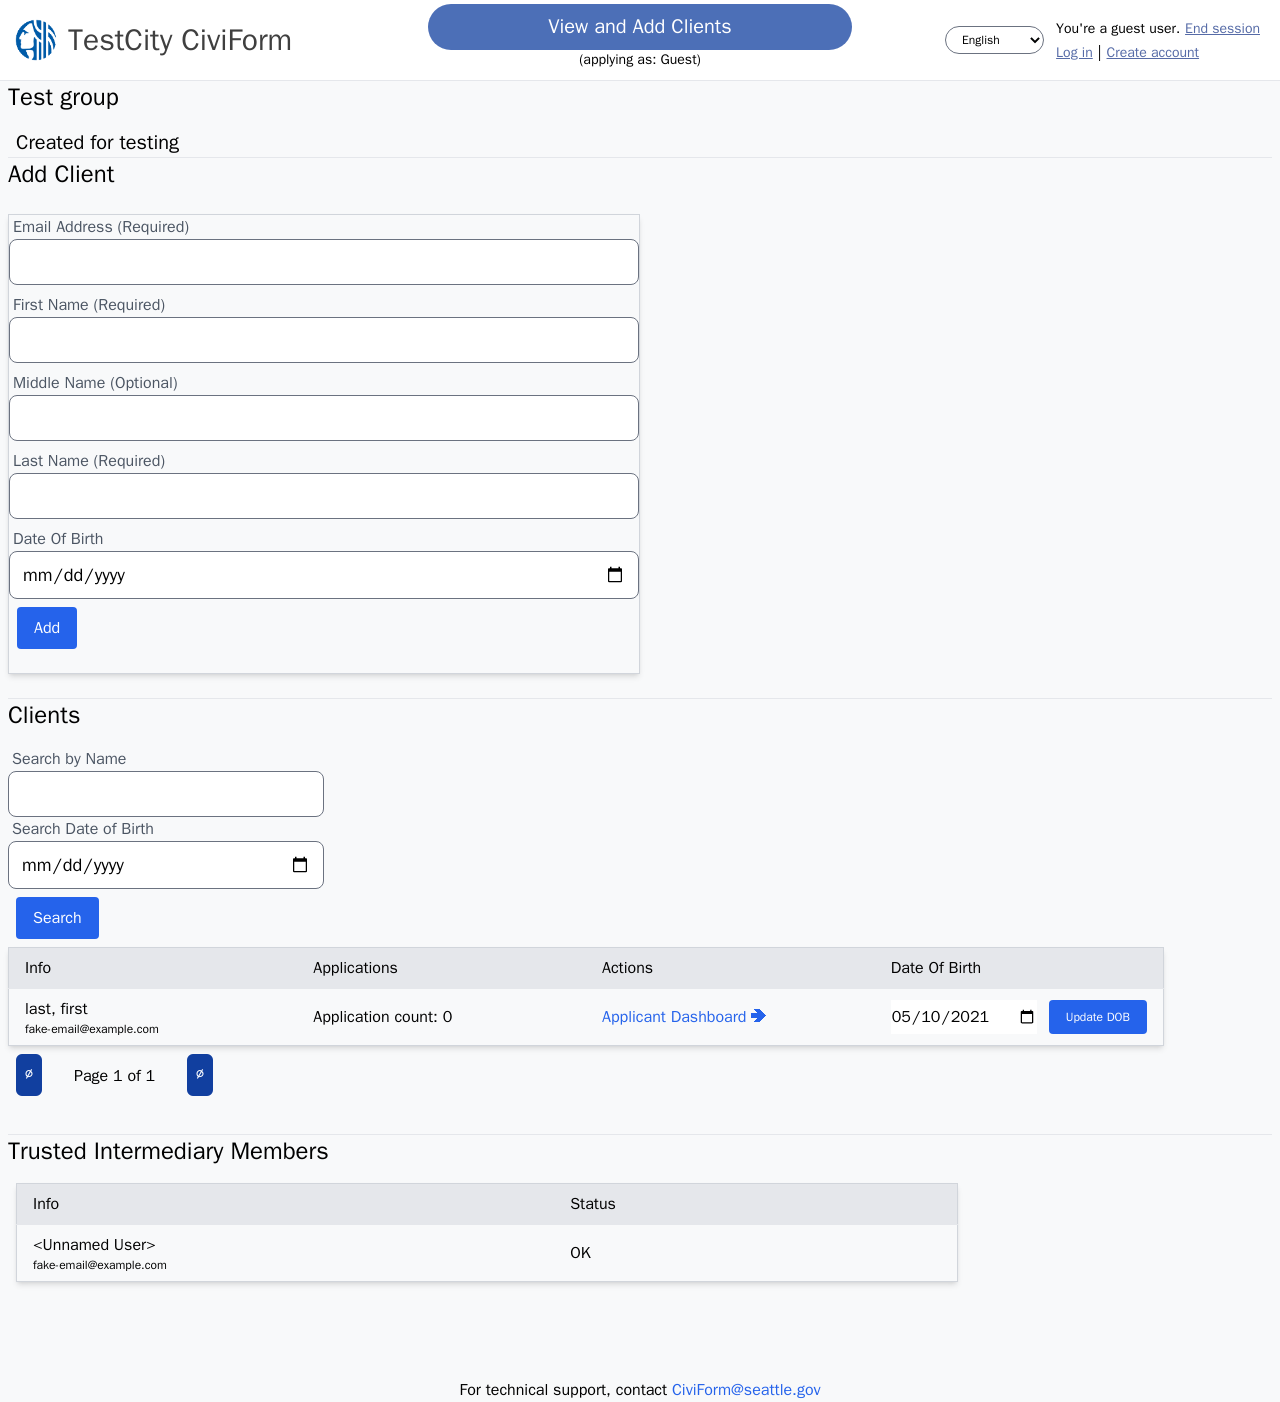 TestCity CiviForm
View and Add Clients
(applying as: Guest)
English
You're a guest user. End session
Log in | Create account
Test group
Created for testing
Add Client
Email Address (Required)
First Name (Required)
Middle Name (Optional)
Last Name (Required)
Date Of Birth
mm/dd/yyyy
Add
Clients
Search by Name
Search Date of Birth
mm/dd/yyyy
Search
Info Applications Actions Date Of Birth
last, first
fake-email@example.com
Application count: 0
Applicant Dashboard 🡺
05/10/2021
Update DOB
∅ Page 1 of 1 ∅
Trusted Intermediary Members
Info Status
<Unnamed User>
fake-email@example.com
OK
For technical support, contact CiviForm@seattle.gov